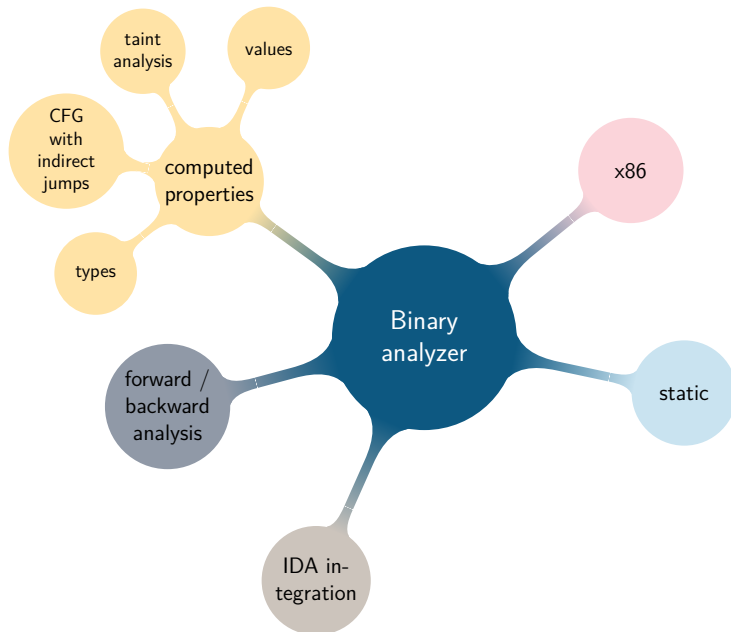 taint
analysis
values
CFG
with
indirect
jumps
computed
properties
types
x86
Binary
analyzer
static
forward /
backward
analysis
IDA in-
tegration